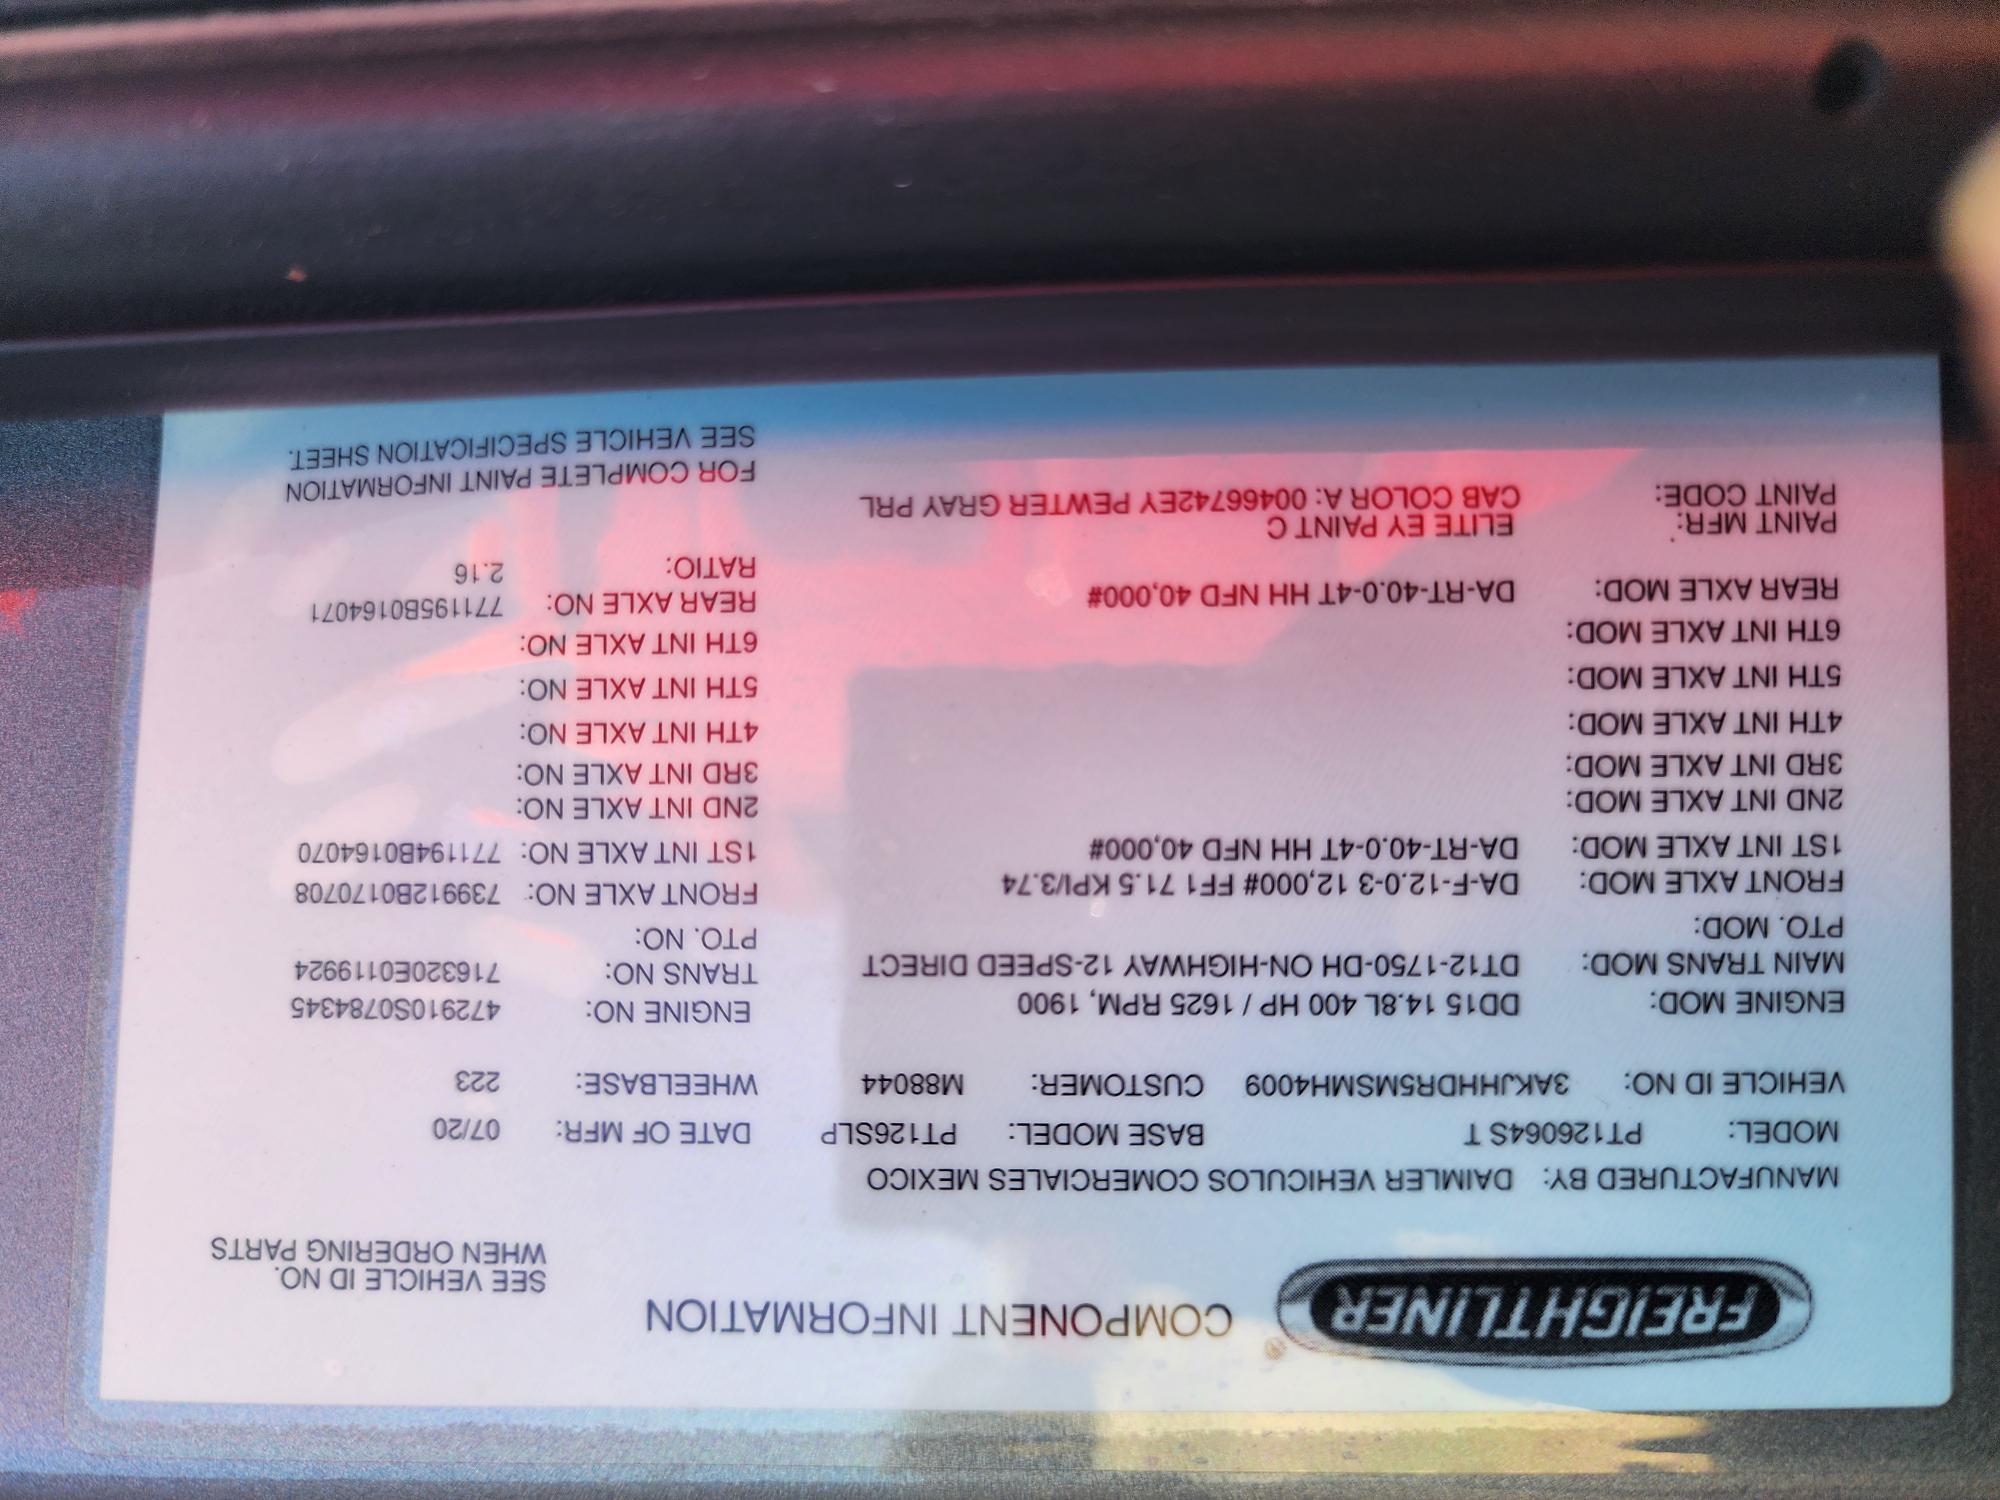 FREIGHTLINER COMPONENT INFORMATION
SEE VEHICLE ID NO.
WHEN ORDERING PARTS
MANUFACTURED BY: DAIMLER VEHICULOS COMERCIALES MEXICO
MODEL: PT126064S T BASE MODEL: PT126SLP DATE OF MFR: 07/20
VEHICLE ID NO: 3AKJHHDR5MSMH4009 CUSTOMER: M88044 WHEELBASE: 223
ENGINE MOD: DD15 14.8L 400 HP / 1625 RPM, 1900 ENGINE NO: 472910S0784345
MAIN TRANS MOD: DT12-1750-DH ON-HIGHWAY 12-SPEED DIRECT TRANS NO: 716320E0119924
PTO. MOD: PTO. NO:
FRONT AXLE MOD: DA-F-12.0-3 12,000# FF1 71.5 KPI/3.74 FRONT AXLE NO: 739912B0170708
1ST INT AXLE MOD: DA-RT-40.0-4T HH NFD 40,000# 1ST INT AXLE NO: 771194B0164070
2ND INT AXLE MOD: 2ND INT AXLE NO:
3RD INT AXLE MOD: 3RD INT AXLE NO:
4TH INT AXLE MOD: 4TH INT AXLE NO:
5TH INT AXLE MOD: 5TH INT AXLE NO:
6TH INT AXLE MOD: 6TH INT AXLE NO:
REAR AXLE MOD: DA-RT-40.0-4T HH NFD 40,000# REAR AXLE NO: 771195B0164071
RATIO: 2.16
PAINT MFR: ELITE EY PAINT C
PAINT CODE: CAB COLOR A: 00466742EY PEWTER GRAY PRL
FOR COMPLETE PAINT INFORMATION
SEE VEHICLE SPECIFICATION SHEET.